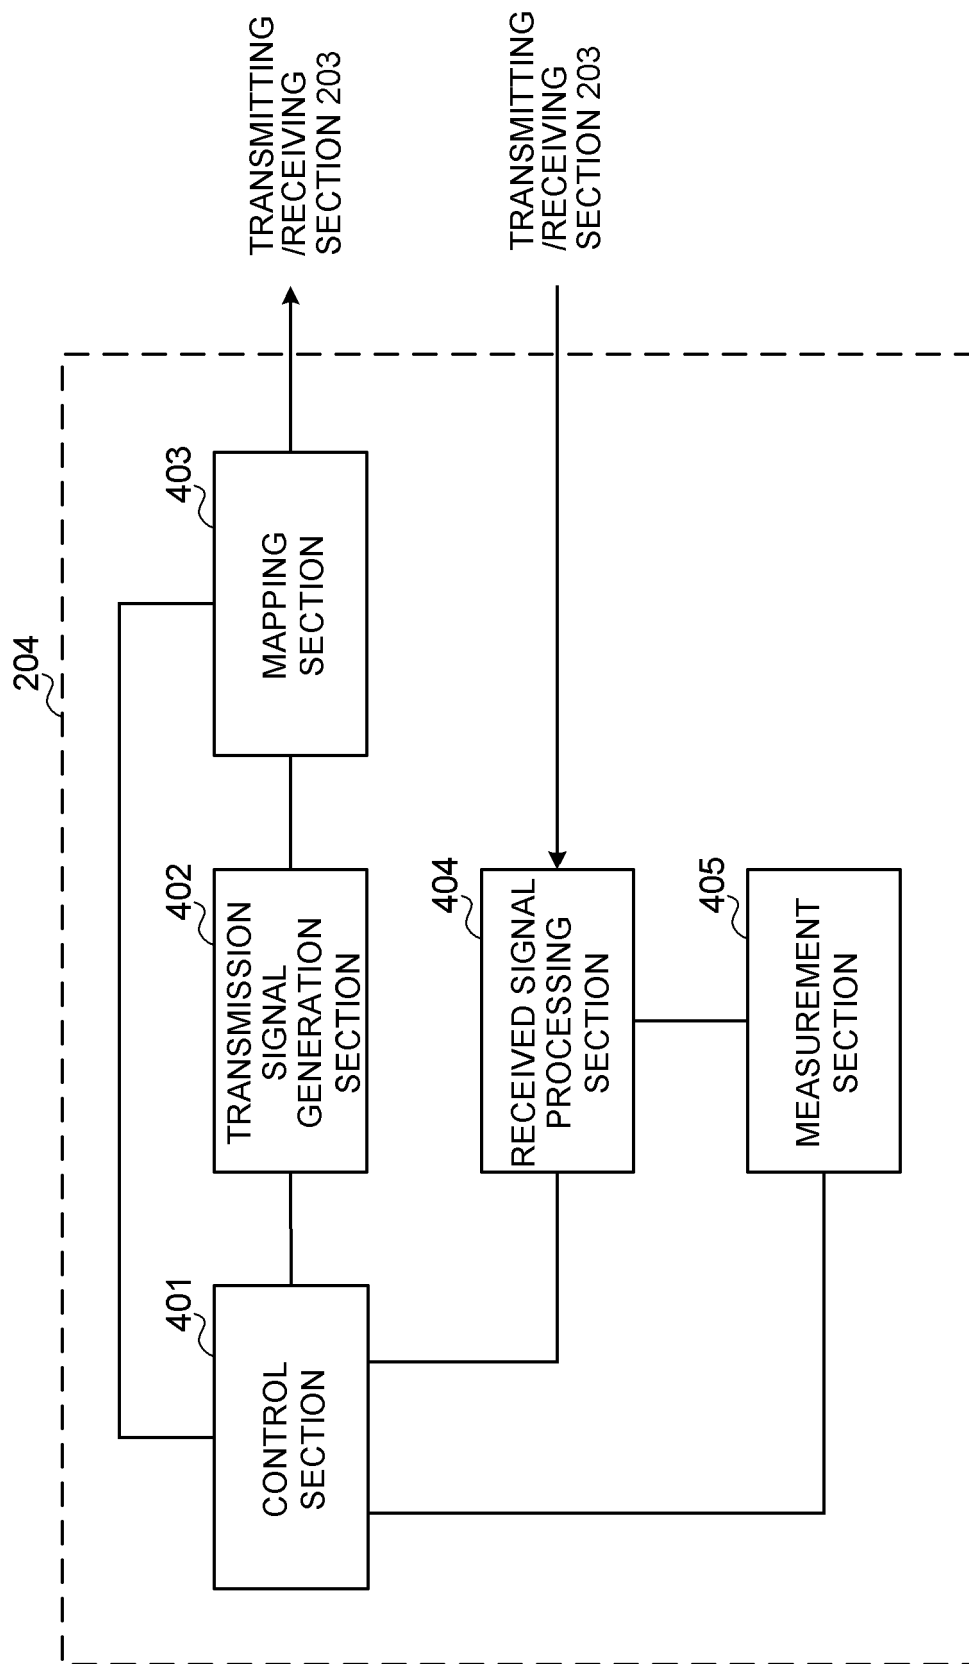 204
403
MAPPING
SECTION
TRANSMITTING
/RECEIVING
SECTION 203
402
TRANSMISSION
SIGNAL
GENERATION
SECTION
401
CONTROL
SECTION
404
RECEIVED SIGNAL
PROCESSING
SECTION
TRANSMITTING
/RECEIVING
SECTION 203
405
MEASUREMENT
SECTION